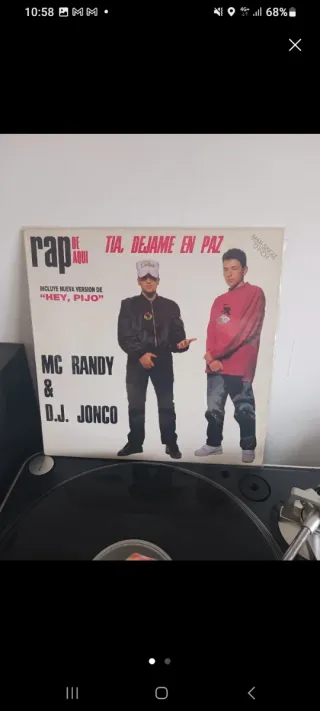 10:58
4G+
68%
rap DE AQUI
TIA, DEJAME EN PAZ
INCLUYE NUEVA VERSION DE
"HEY, PIJO"
MC RANDY
&
D.J. JONCO